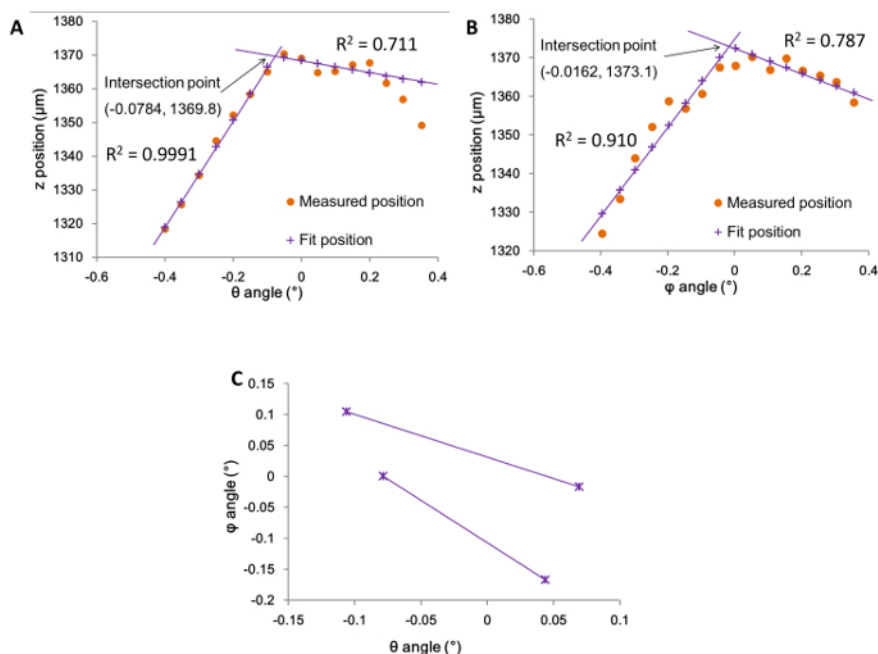 A
1380
1370
1360
1350
1340
1330
1320
1310
z position (µm)
R² = 0.711
Intersection point
(-0.0784, 1369.8)
R² = 0.9991
Measured position
Fit position
-0.6 -0.4 -0.2 0 0.2 0.4
θ angle (°)
B
1380
1370
1360
1350
1340
1330
1320
z position (µm)
R² = 0.787
Intersection point
(-0.0162, 1373.1)
R² = 0.910
Measured position
Fit position
-0.6 -0.4 -0.2 0 0.2 0.4
φ angle (°)
C
0.15
0.1
0.05
0
-0.05
-0.1
-0.15
-0.2
φ angle (°)
-0.15 -0.1 -0.05 0 0.05 0.1
θ angle (°)